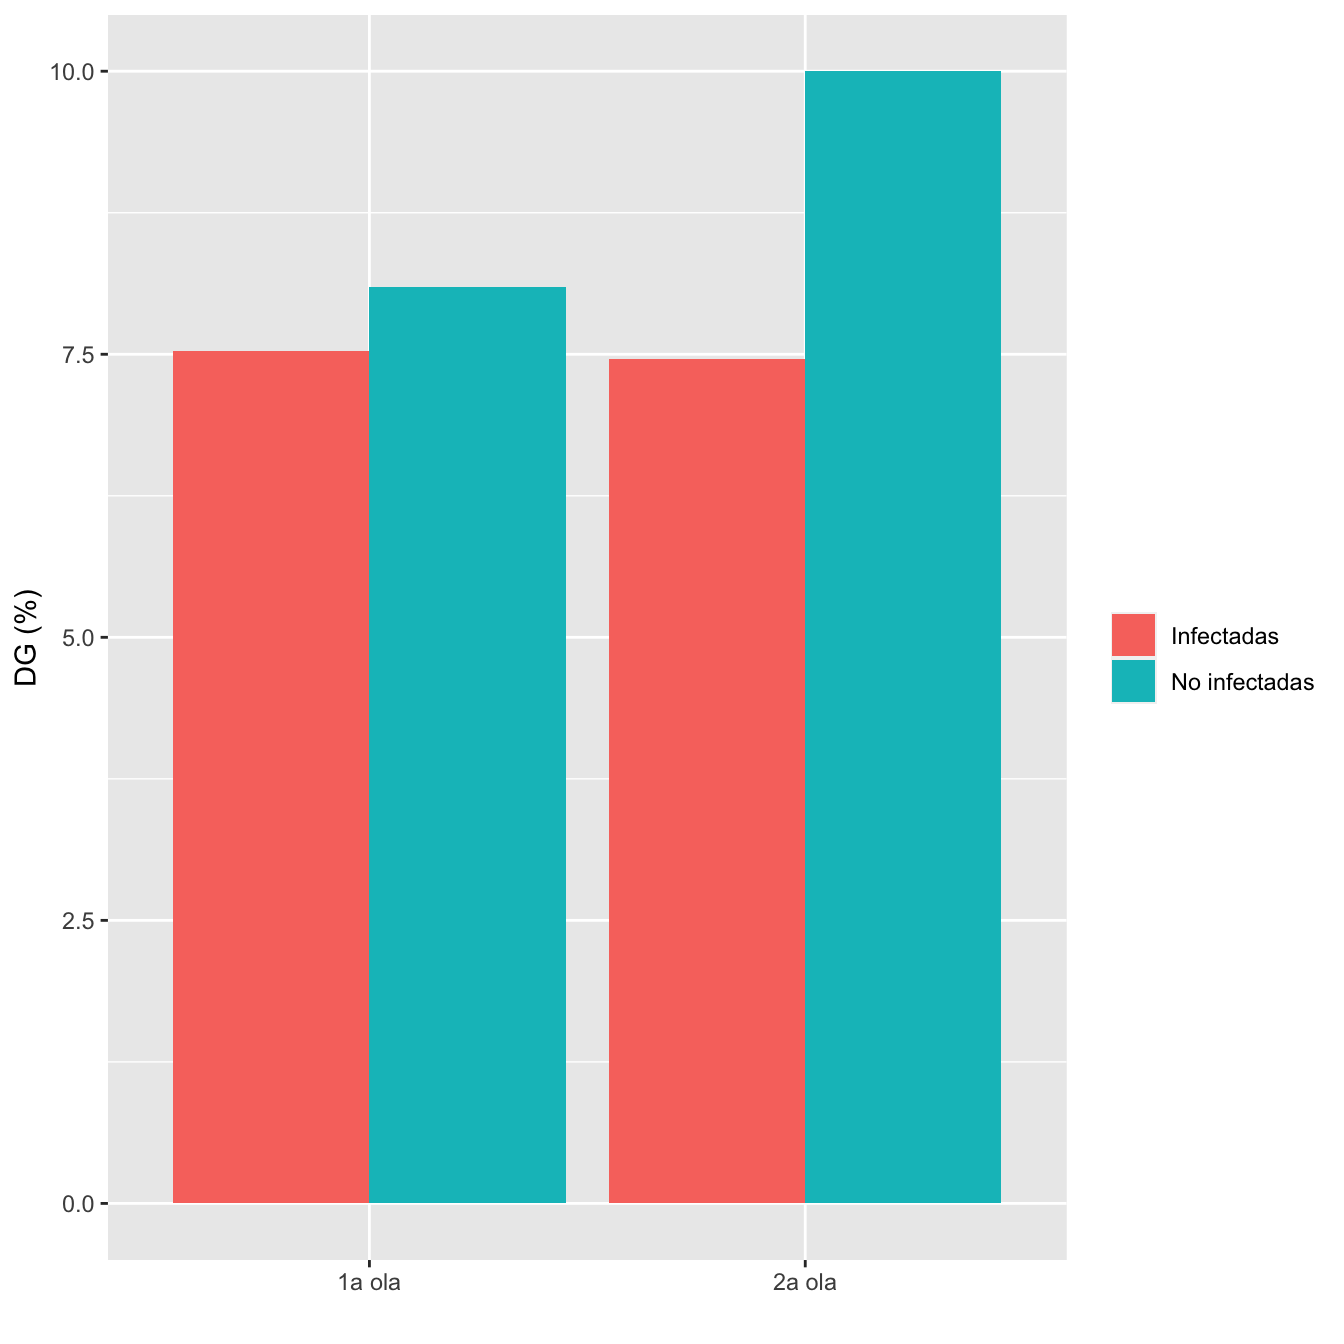 DG (%)
10.0
7.5
5.0
2.5
0.0
1a ola
2a ola
Infectadas
No infectadas